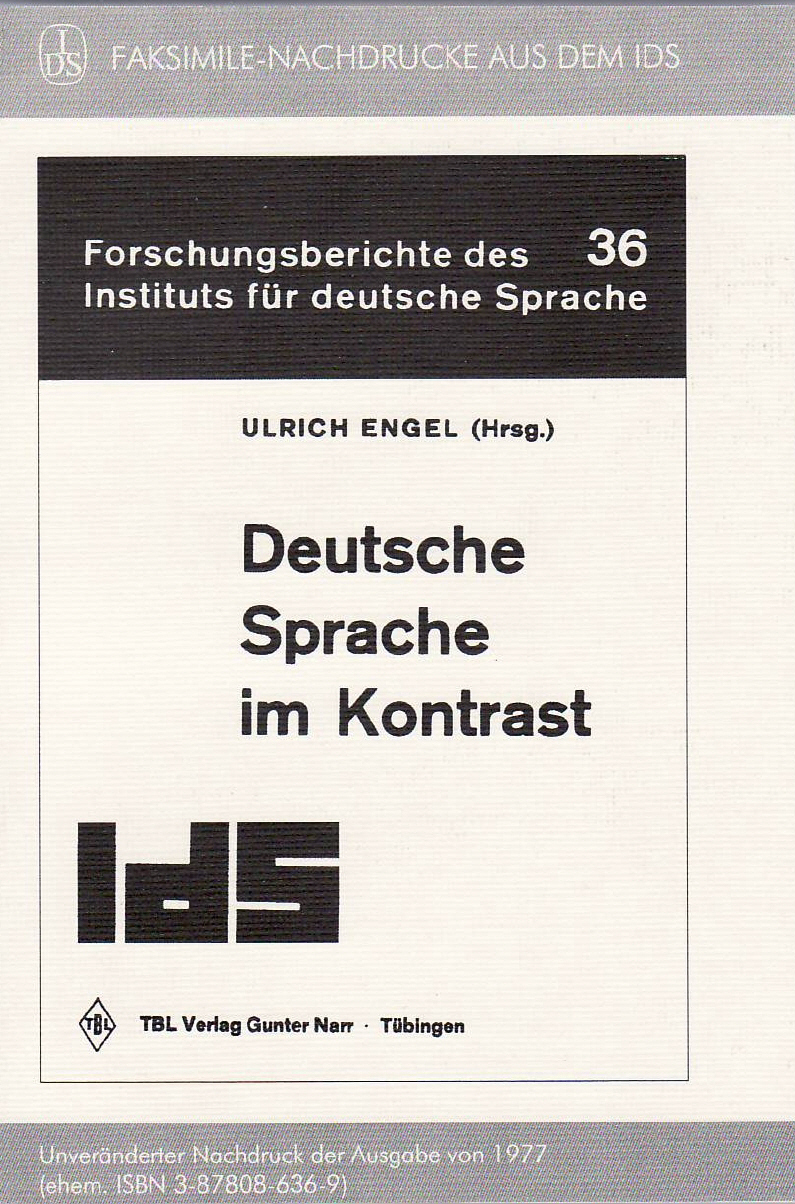 IDS FAKSIMILE-NACHDRUCKE AUS DEM IDS
Forschungsberichte des 36
Instituts für deutsche Sprache
ULRICH ENGEL (Hrsg.)
Deutsche
Sprache
im Kontrast
Ids
TBL TBL Verlag Gunter Narr · Tübingen
Unveränderter Nachdruck der Ausgabe von 1977
(ehem. ISBN 3-87808-636-9)